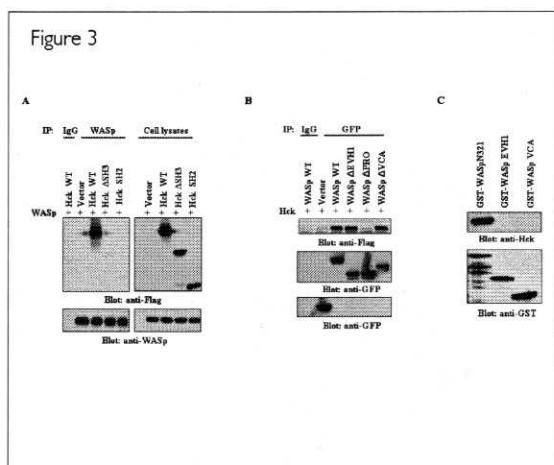 Figure 3
A
IP: IgG WASp Cell lysates
Hck WT
Vector
Hck WT
Hck ΔSH3
Hck SH2
Vector
Hck WT
Hck ΔSH3
Hck SH2
WASp + + + + + + + + +
Blot: anti-Flag
Blot: anti-WASp
B
IP: IgG GFP
WASp WT
Vector
WASp WT
WASp ΔEVH1
WASp ΔPRO
WASp ΔVCA
Hck + + + + + +
Blot: anti-Flag
Blot: anti-GFP
Blot: anti-GFP
C
GST-WASpN321
GST-WASp EVH1
GST-WASp VCA
Blot: anti-Hck
Blot: anti-GST